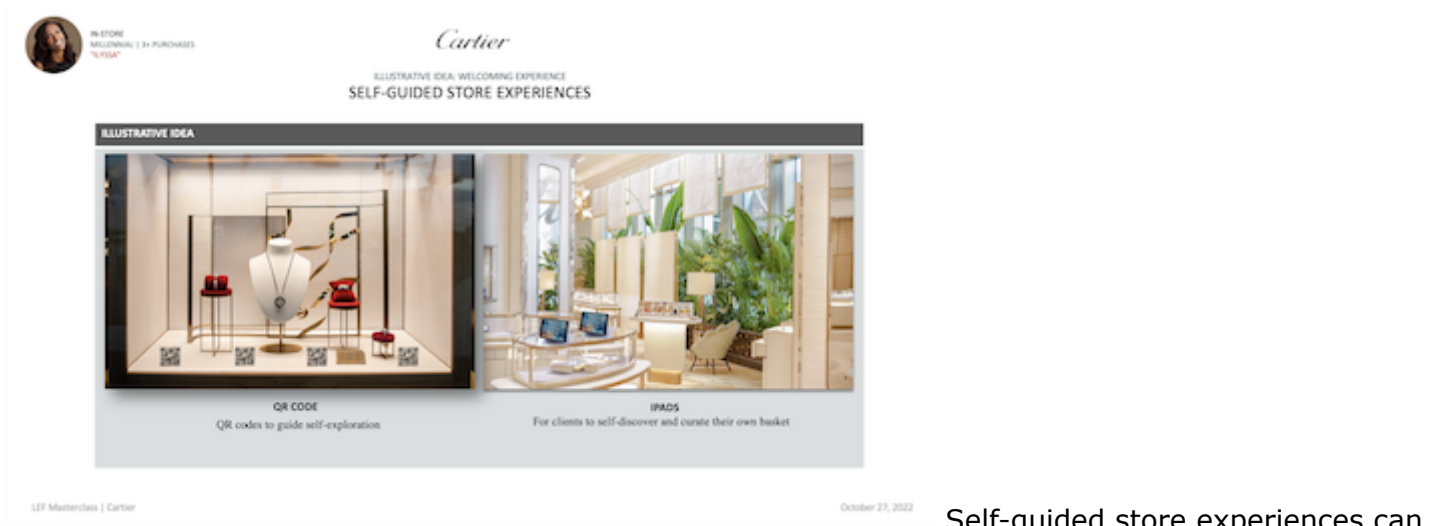 IN-STORE
MILLENNIAL | 3+ PURCHASES
"ILYSSA"
Cartier
ILLUSTRATIVE IDEA: WELCOMING EXPERIENCE
SELF-GUIDED STORE EXPERIENCES
ILLUSTRATIVE IDEA
QR CODE
QR codes to guide self-exploration
IPADS
For clients to self-discover and curate their own basket
LEF Masterclass | Cartier
October 27, 2022
Self-guided store experiences can